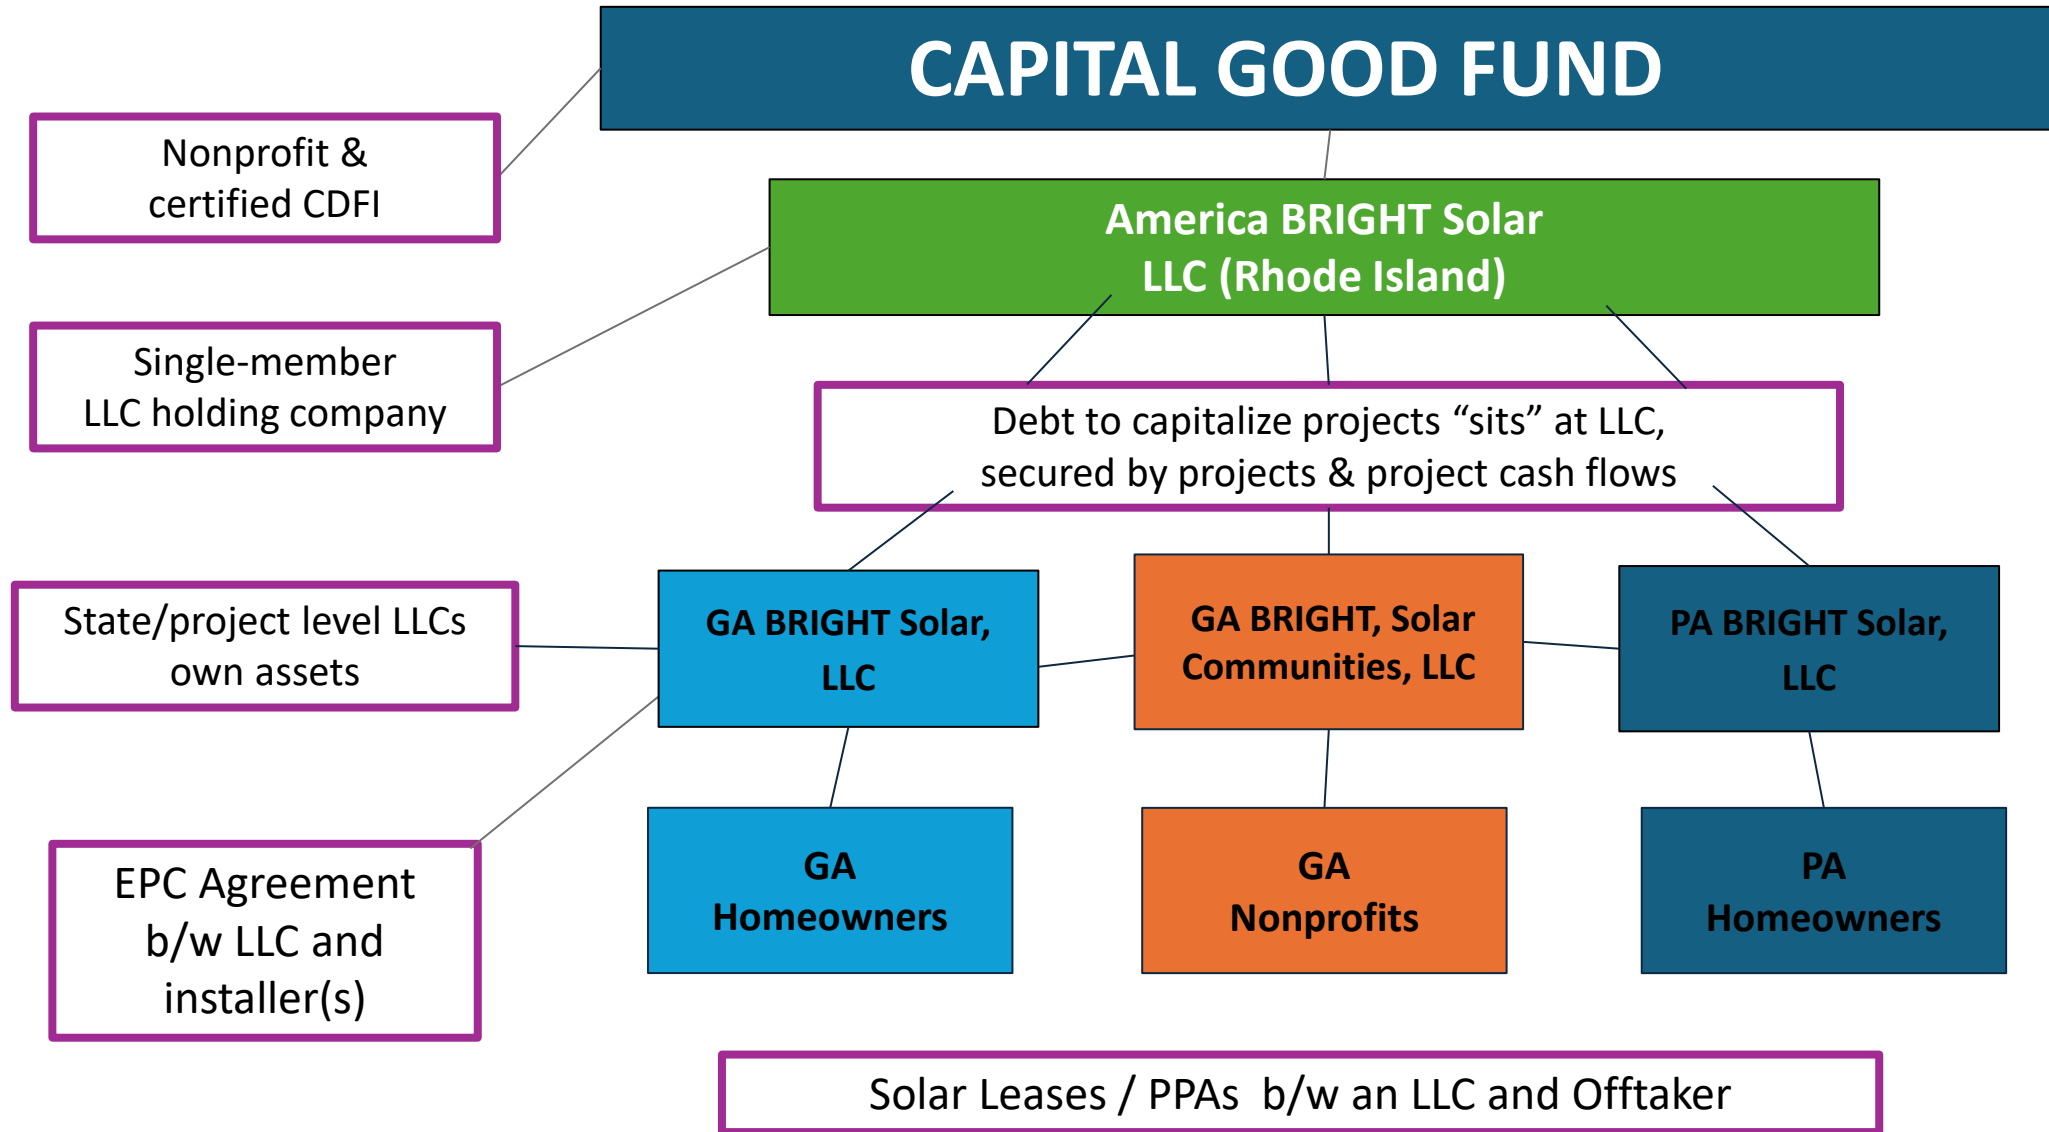 CAPITAL GOOD FUND
Nonprofit &
certified CDFI
America BRIGHT Solar
LLC (Rhode Island)
Single-member
LLC holding company
Debt to capitalize projects “sits” at LLC,
secured by projects & project cash flows
State/project level LLCs
own assets
GA BRIGHT Solar,
LLC
GA BRIGHT, Solar
Communities, LLC
PA BRIGHT Solar,
LLC
EPC Agreement
b/w LLC and
installer(s)
GA
Homeowners
GA
Nonprofits
PA
Homeowners
Solar Leases / PPAs b/w an LLC and Offtaker